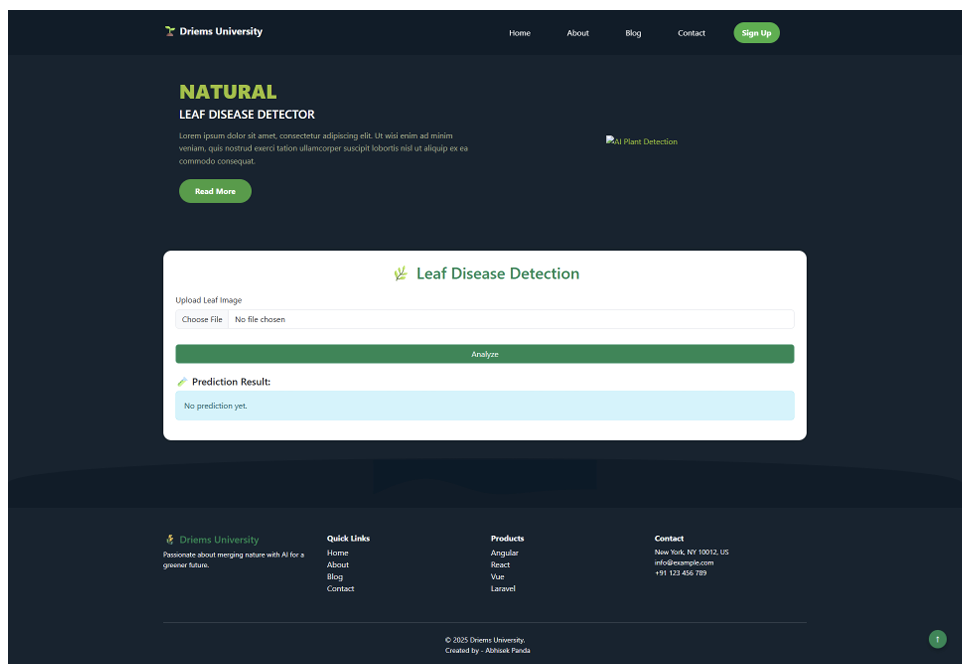 Driems University
Home
About
Blog
Contact
Sign Up
NATURAL
LEAF DISEASE DETECTOR
Lorem ipsum dolor sit amet, consectetur adipiscing elit. Ut wisi enim ad minim
veniam, quis nostrud exerci tation ullamcorper suscipit lobortis nisl ut aliquip ex ea
commodo consequat.
Read More
AI Plant Detection
Leaf Disease Detection
Upload Leaf Image
Choose File No file chosen
Analyze
Prediction Result:
No prediction yet.
Driems University
Passionate about merging nature with AI for a
greener future.
Quick Links
Home
About
Blog
Contact
Products
Angular
React
Vue
Laravel
Contact
New York, NY 10012, US
info@example.com
+91 123 456 789
© 2025 Driems University.
Created by - Abhisek Panda
↑